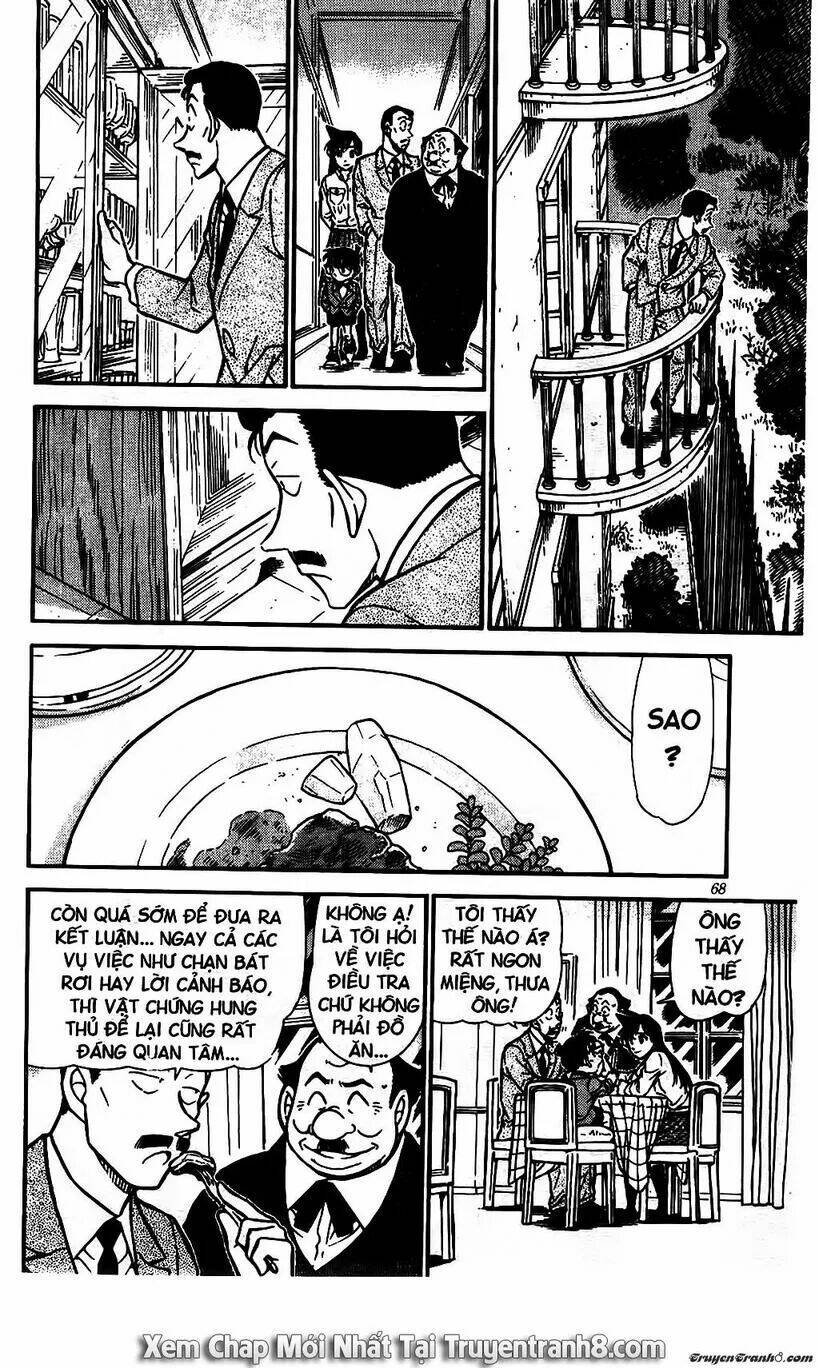 SAO
?
68
ÔNG
THẤY
THẾ
NÀO?
TÔI THẤY
THẾ NÀO Á?
RẤT NGON
MIỆNG, THƯA
ÔNG!
KHÔNG Ạ!
LÀ TÔI HỎI
VỀ VIỆC
ĐIỀU TRA
CHỨ KHÔNG
PHẢI ĐỒ
ĂN...
CÒN QUÁ SỚM ĐỂ ĐƯA RA
KẾT LUẬN... NGAY CẢ CÁC
VỤ VIỆC NHƯ CHẠN BÁT
RƠI HAY LỜI CẢNH BÁO,
THÌ VẬT CHỨNG HUNG
THỦ ĐỂ LẠI CŨNG RẤT
ĐÁNG QUAN TÂM...
Xem Chap Mới Nhất Tại Truyentranh8.com
TruyenTranh8.com